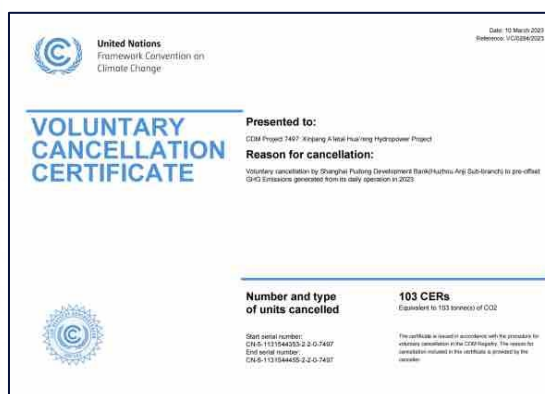 Date: 10 March 2023
Reference: VC/0294/2023
United Nations
Framework Convention on
Climate Change
VOLUNTARY
CANCELLATION
CERTIFICATE
Presented to:
CDM Project 7497: Xinjiang A'letai Hua'neng Hydropower Project
Reason for cancellation:
Voluntary cancellation by Shanghai Pudong Development Bank(Huzhou Anji Sub-branch) to pre-offset
GHG Emissions generated from its daily operation in 2023
Number and type
of units cancelled
103 CERs
Equivalent to 103 tonne(s) of CO2
Start serial number:
CN-5-1131544353-2-2-0-7497
End serial number:
CN-5-1131544455-2-2-0-7497
The certificate is issued in accordance with the procedure for
voluntary cancellation in the CDM Registry. The reason for
cancellation included in this certificate is provided by the
canceller.